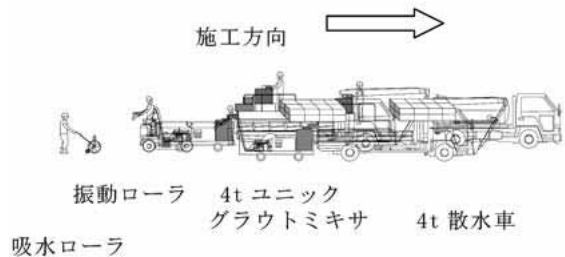 施工方向
振動ローラ
4t ユニック
グラウトミキサ
4t 散水車
吸水ローラ